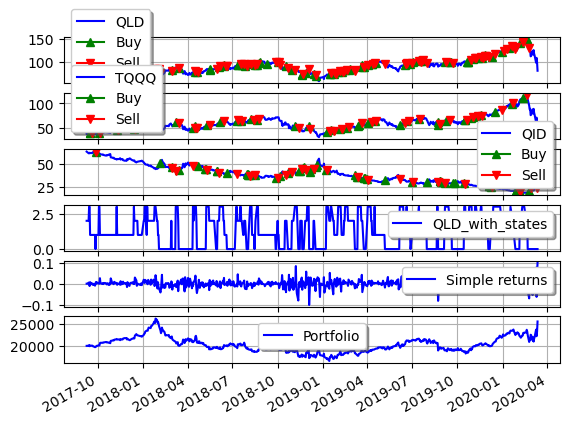 QLD
Buy
Sell
150
100
TQQQ
Buy
Sell
100
50
QID
Buy
Sell
50
25
QLD_with_states
2.5
0.0
Simple returns
0.1
0.0
−0.1
Portfolio
25000
20000
2017-10
2018-01
2018-04
2018-07
2018-10
2019-01
2019-04
2019-07
2019-10
2020-01
2020-04